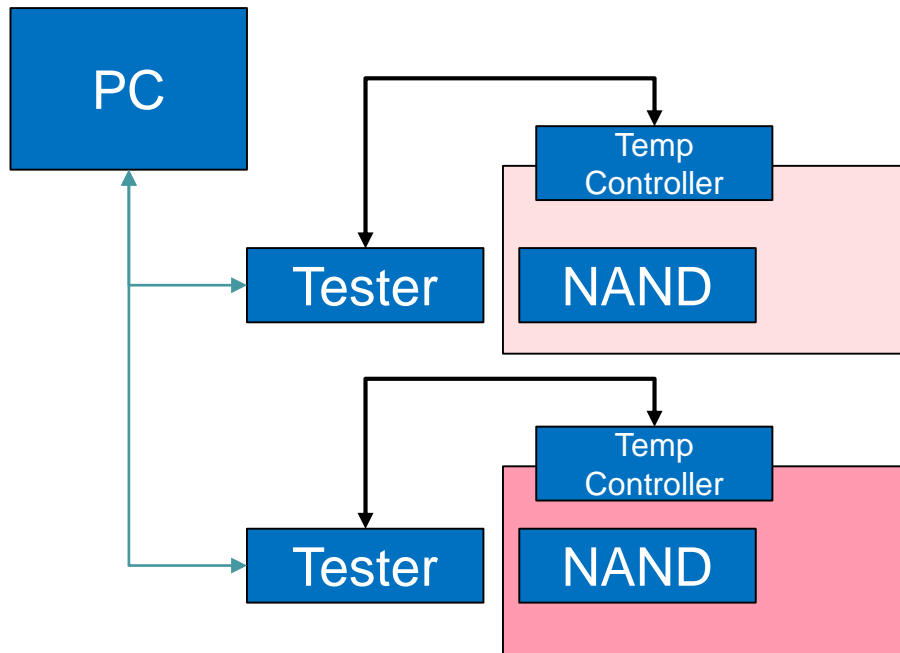 PC
Temp
Controller
Tester
NAND
Temp
Controller
Tester
NAND